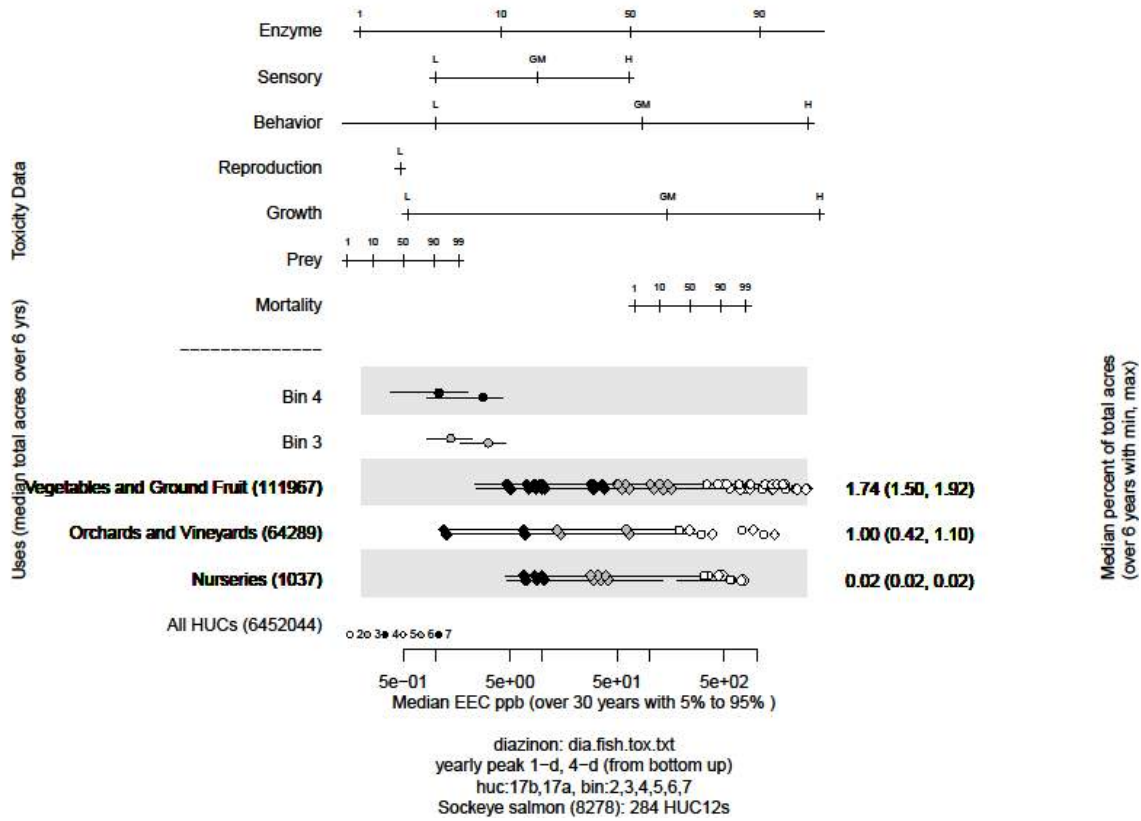 Enzyme 1 10 50 90
Sensory L GM H
Behavior L GM H
Reproduction L
Growth L GM H
Prey 1 10 50 90 99
Mortality 1 10 50 90 99
Toxicity Data
--------------
Uses (median total acres over 6 yrs)
Bin 4
Bin 3
Vegetables and Ground Fruit (111967) 1.74 (1.50, 1.92)
Orchards and Vineyards (64289) 1.00 (0.42, 1.10)
Nurseries (1037) 0.02 (0.02, 0.02)
All HUCs (6452044)
2 3 4 5 6 7
Median percent of total acres
(over 6 years with min, max)
5e−01 5e+00 5e+01 5e+02
Median EEC ppb (over 30 years with 5% to 95% )
diazinon: dia.fish.tox.txt
yearly peak 1−d, 4−d (from bottom up)
huc:17b,17a, bin:2,3,4,5,6,7
Sockeye salmon (8278): 284 HUC12s